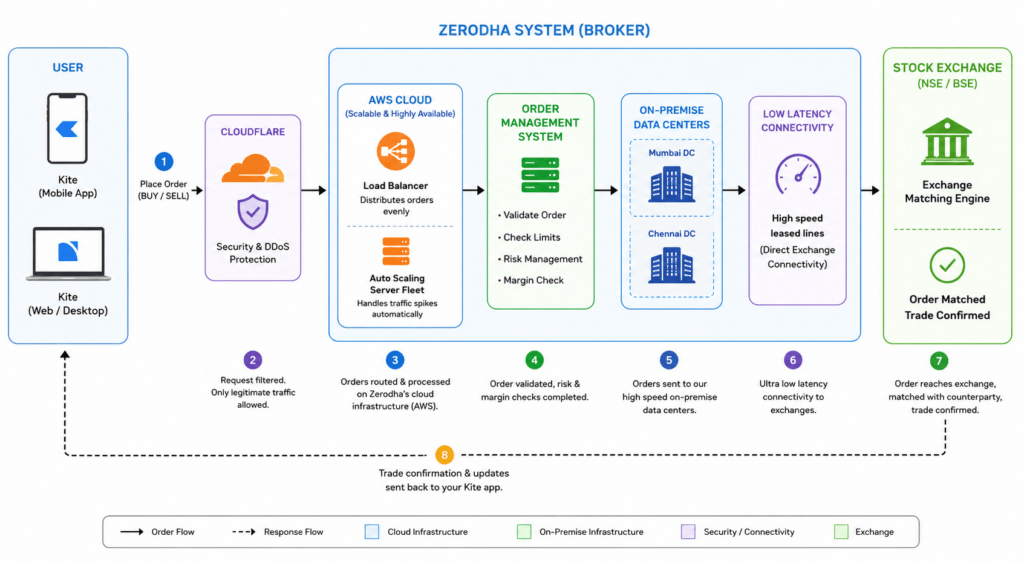 ZERODHA SYSTEM (BROKER)
USER
Kite
(Mobile App)
Kite
(Web / Desktop)
1
Place Order
(BUY / SELL)
CLOUDFLARE
Security & DDoS
Protection
AWS CLOUD
(Scalable & Highly Available)
Load Balancer
Distributes orders
evenly
Auto Scaling
Server Fleet
Handles traffic spikes
automatically
ORDER
MANAGEMENT
SYSTEM
• Validate Order
• Check Limits
• Risk Management
• Margin Check
ON-PREMISE
DATA CENTERS
Mumbai DC
Chennai DC
LOW LATENCY
CONNECTIVITY
High speed
leased lines
(Direct Exchange
Connectivity)
STOCK EXCHANGE
(NSE / BSE)
Exchange
Matching Engine
Order Matched
Trade Confirmed
2
Request filtered.
Only legitimate traffic
allowed.
3
Orders routed & processed
on Zerodha's cloud
infrastructure (AWS).
4
Order validated, risk &
margin checks completed.
5
Orders sent to our
high speed on-premise
data centers.
6
Ultra low latency
connectivity to
exchanges.
7
Order reaches exchange,
matched with counterparty,
trade confirmed.
8
Trade confirmation & updates
sent back to your Kite app.
Order Flow
Response Flow
Cloud Infrastructure
On-Premise Infrastructure
Security / Connectivity
Exchange